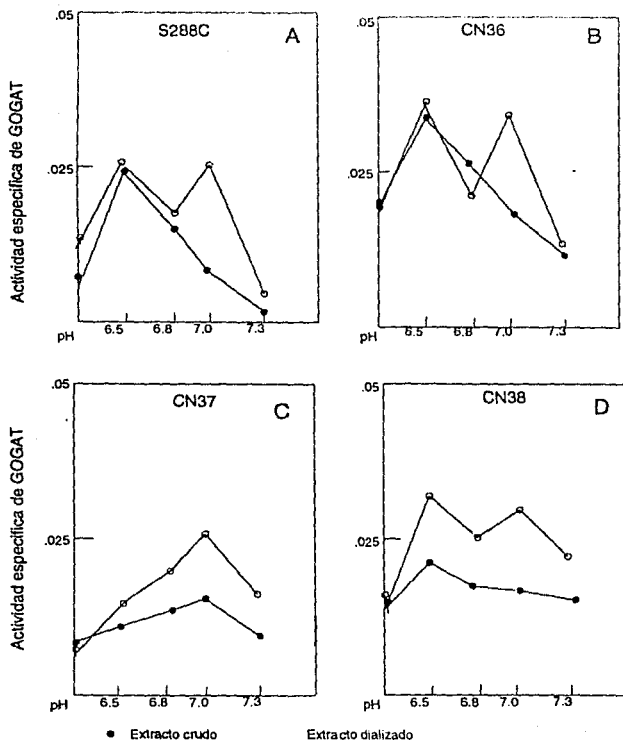 S288C
A
CN36
B
.05
.05
Actividad específica de GOGAT
.025
.025
pH 6.5 6.8 7.0 7.3
pH 6.5 6.8 7.0 7.3
CN37
C
CN38
D
.05
.05
Actividad específica de GOGAT
.025
.025
pH 6.5 6.8 7.0 7.3
pH 6.5 6.8 7.0 7.3
● Extracto crudo
Extracto dializado